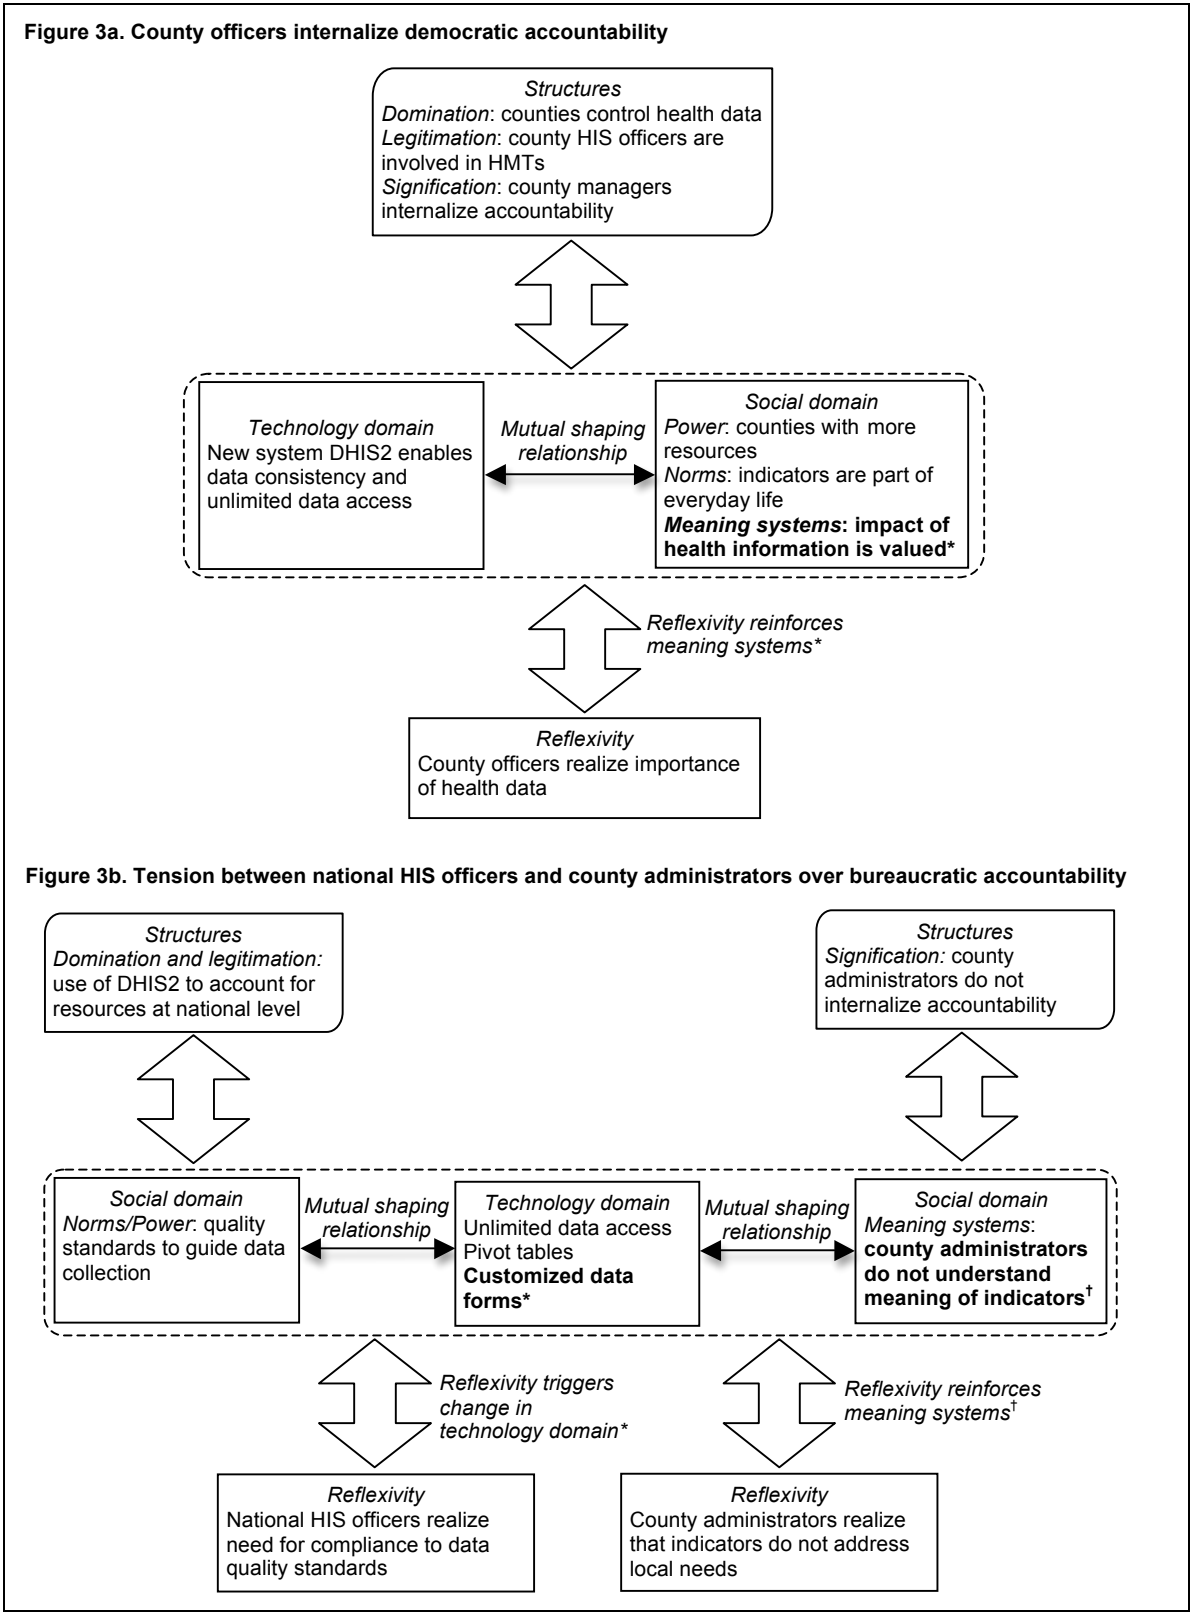 Figure 3a. County officers internalize democratic accountability
Structures
Domination: counties control health data
Legitimation: county HIS officers are
involved in HMTs
Signification: county managers
internalize accountability
Technology domain
New system DHIS2 enables
data consistency and
unlimited data access
Mutual shaping
relationship
Social domain
Power: counties with more
resources
Norms: indicators are part of
everyday life
Meaning systems: impact of
health information is valued*
Reflexivity reinforces
meaning systems*
Reflexivity
County officers realize importance
of health data
Figure 3b. Tension between national HIS officers and county administrators over bureaucratic accountability
Structures
Domination and legitimation:
use of DHIS2 to account for
resources at national level
Structures
Signification: county
administrators do not
internalize accountability
Social domain
Norms/Power: quality
standards to guide data
collection
Mutual shaping
relationship
Technology domain
Unlimited data access
Pivot tables
Customized data
forms*
Mutual shaping
relationship
Social domain
Meaning systems:
county administrators
do not understand
meaning of indicators†
Reflexivity triggers
change in
technology domain*
Reflexivity reinforces
meaning systems†
Reflexivity
National HIS officers realize
need for compliance to data
quality standards
Reflexivity
County administrators realize
that indicators do not address
local needs